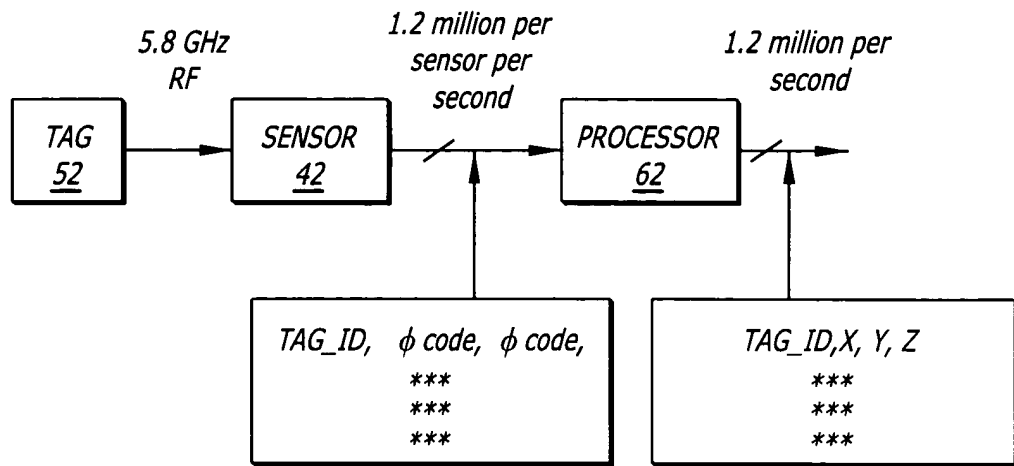 5.8 GHz
RF
1.2 million per
sensor per
second
1.2 million per
second
TAG
52
SENSOR
42
PROCESSOR
62
TAG_ID, ϕ code, ϕ code,
***
***
***
TAG_ID,X, Y, Z
***
***
***